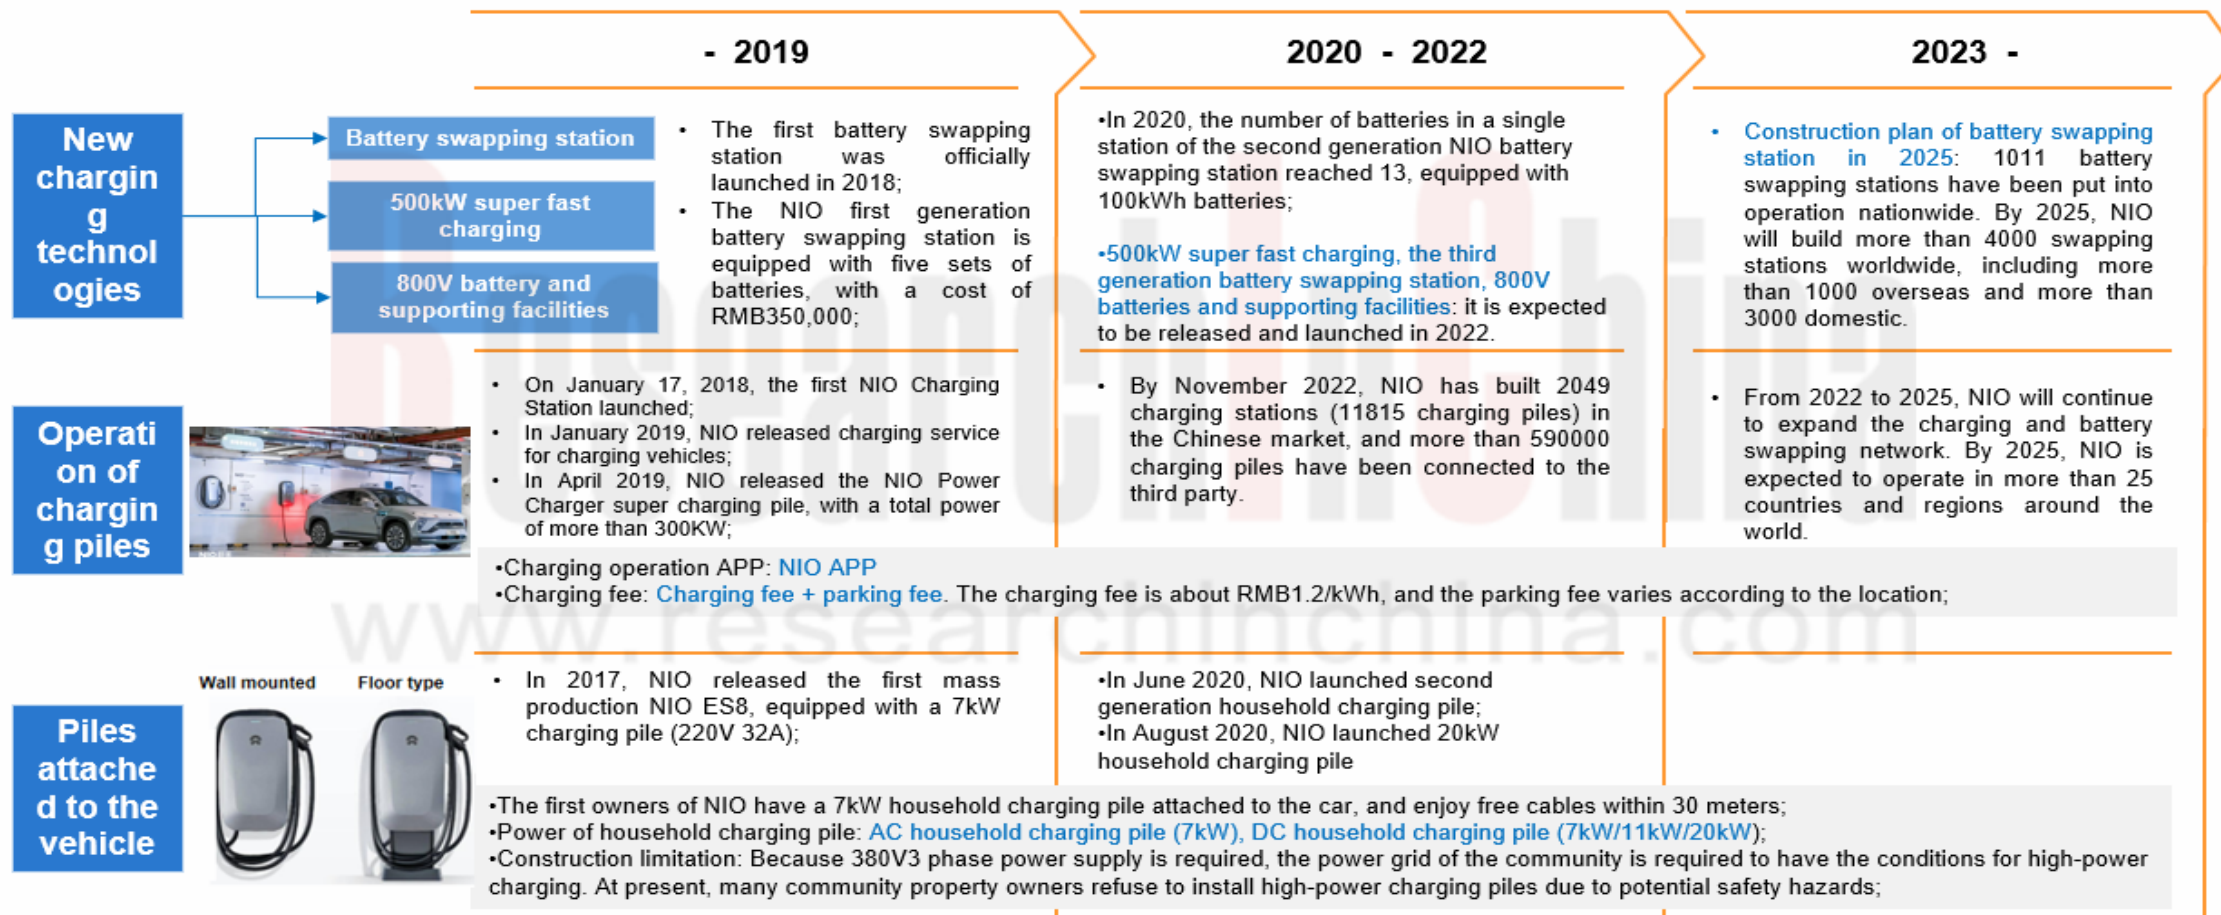 - 2019
2020 - 2022
2023 -
New
chargin
g
technol
ogies
Battery swapping station
500kW super fast
charging
800V battery and
supporting facilities
• The first battery swapping
station was officially
launched in 2018;
• The NIO first generation
battery swapping station is
equipped with five sets of
batteries, with a cost of
RMB350,000;
•In 2020, the number of batteries in a single
station of the second generation NIO battery
swapping station reached 13, equipped with
100kWh batteries;
•500kW super fast charging, the third
generation battery swapping station, 800V
batteries and supporting facilities: it is expected
to be released and launched in 2022.
• Construction plan of battery swapping
station in 2025: 1011 battery
swapping stations have been put into
operation nationwide. By 2025, NIO
will build more than 4000 swapping
stations worldwide, including more
than 1000 overseas and more than
3000 domestic.
Operati
on of
chargin
g piles
• On January 17, 2018, the first NIO Charging
Station launched;
• In January 2019, NIO released charging service
for charging vehicles;
• In April 2019, NIO released the NIO Power
Charger super charging pile, with a total power
of more than 300KW;
• By November 2022, NIO has built 2049
charging stations (11815 charging piles) in
the Chinese market, and more than 590000
charging piles have been connected to the
third party.
• From 2022 to 2025, NIO will continue
to expand the charging and battery
swapping network. By 2025, NIO is
expected to operate in more than 25
countries and regions around the
world.
•Charging operation APP: NIO APP
•Charging fee: Charging fee + parking fee. The charging fee is about RMB1.2/kWh, and the parking fee varies according to the location;
Piles
attache
d to the
vehicle
Wall mounted
Floor type
• In 2017, NIO released the first mass
production NIO ES8, equipped with a 7kW
charging pile (220V 32A);
•In June 2020, NIO launched second
generation household charging pile;
•In August 2020, NIO launched 20kW
household charging pile
•The first owners of NIO have a 7kW household charging pile attached to the car, and enjoy free cables within 30 meters;
•Power of household charging pile: AC household charging pile (7kW), DC household charging pile (7kW/11kW/20kW);
•Construction limitation: Because 380V3 phase power supply is required, the power grid of the community is required to have the conditions for high-power
charging. At present, many community property owners refuse to install high-power charging piles due to potential safety hazards;
ResearchInChina
www.researchinchina.com